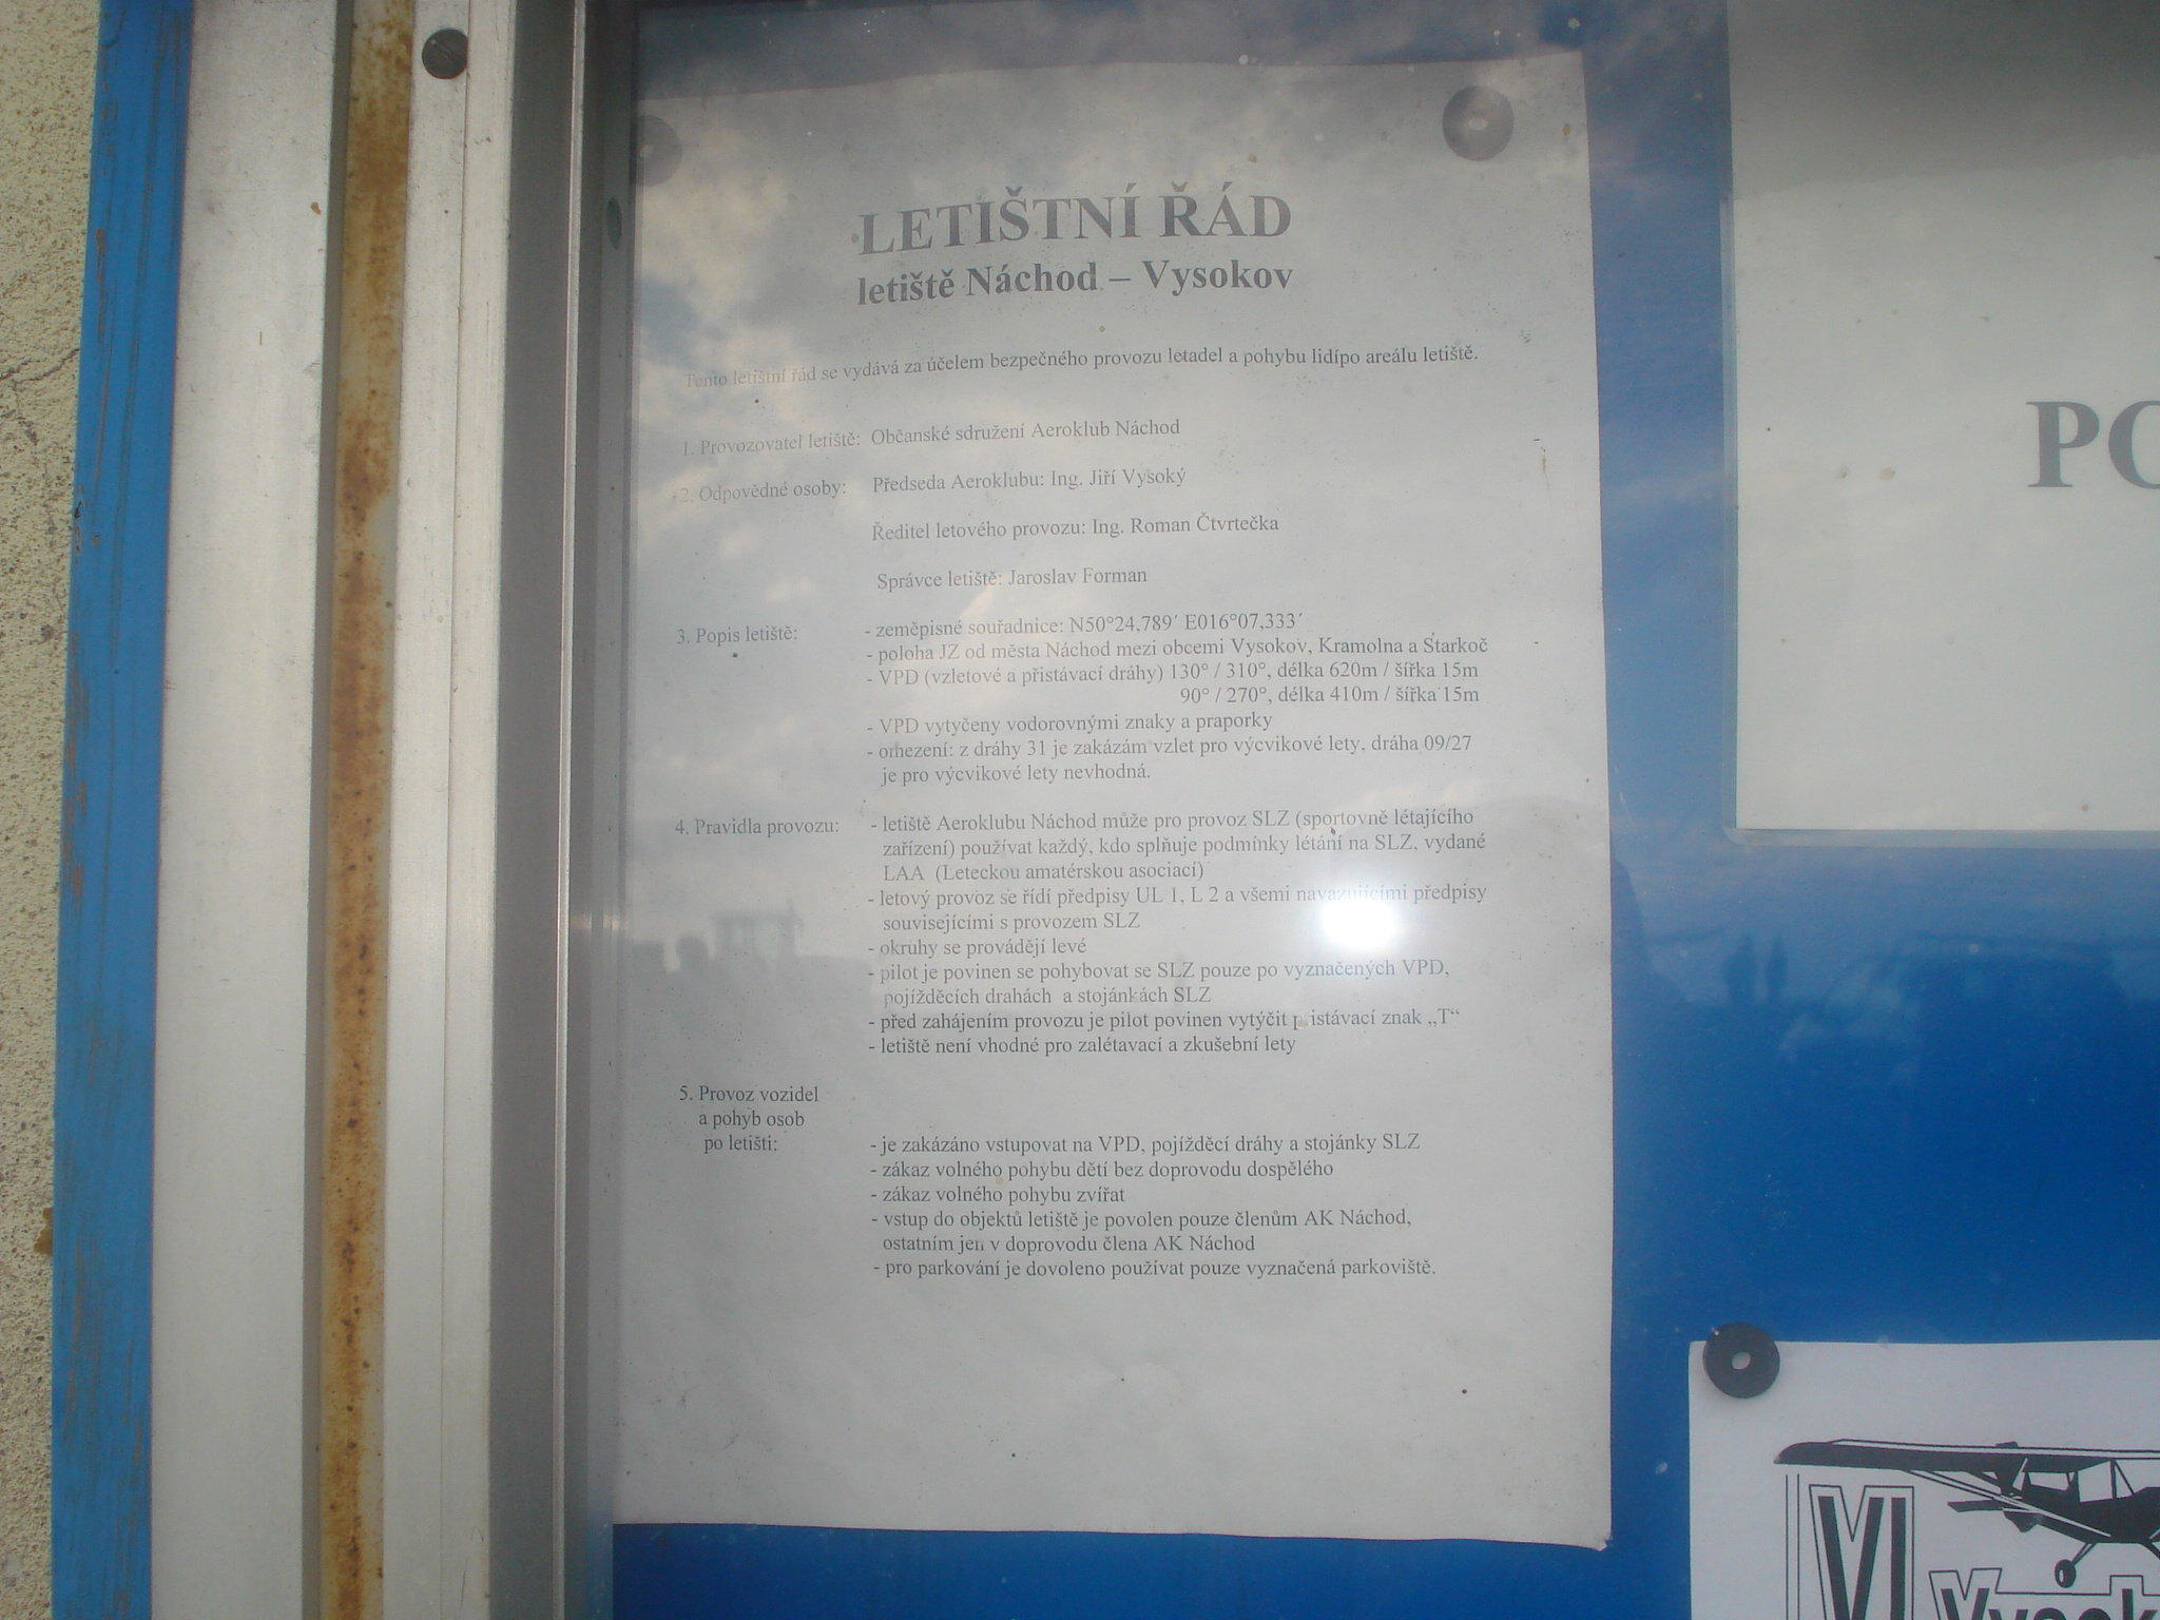 LETIŠTNÍ ŘÁD
letiště Náchod – Vysokov
Tento letištní řád se vydává za účelem bezpečného provozu letadel a pohybu lidípo areálu letiště.
1. Provozovatel letiště: Občanské sdružení Aeroklub Náchod
2. Odpovědné osoby: Předseda Aeroklubu: Ing. Jiří Vysoký
Ředitel letového provozu: Ing. Roman Čtvrtečka
Správce letiště: Jaroslav Forman
3. Popis letiště: - zeměpisné souřadnice: N50°24,789´ E016°07,333´
- poloha JZ od města Náchod mezi obcemi Vysokov, Kramolna a Starkoč
- VPD (vzletové a přistávací dráhy) 130° / 310°, délka 620m / šířka 15m
90° / 270°, délka 410m / šířka 15m
- VPD vytyčeny vodorovnými znaky a praporky
- omezení: z dráhy 31 je zakázám vzlet pro výcvikové lety, dráha 09/27
je pro výcvikové lety nevhodná.
4. Pravidla provozu: - letiště Aeroklubu Náchod může pro provoz SLZ (sportovně létajícího
zařízení) používat každý, kdo splňuje podmínky létání na SLZ, vydané
LAA (Leteckou amatérskou asociací)
- letový provoz se řídí předpisy UL 1, L 2 a všemi navazujícími předpisy
souvisejícími s provozem SLZ
- okruhy se provádějí levé
- pilot je povinen se pohybovat se SLZ pouze po vyznačených VPD,
pojížděcích drahách a stojánkách SLZ
- před zahájením provozu je pilot povinen vytýčit přistávací znak „T“
- letiště není vhodné pro zalétavací a zkušební lety
5. Provoz vozidel
a pohyb osob
po letišti: - je zakázáno vstupovat na VPD, pojížděcí dráhy a stojánky SLZ
- zákaz volného pohybu dětí bez doprovodu dospělého
- zákaz volného pohybu zvířat
- vstup do objektů letiště je povolen pouze členům AK Náchod,
ostatním jen v doprovodu člena AK Náchod
- pro parkování je dovoleno používat pouze vyznačená parkoviště.
PO
VI
Vysok